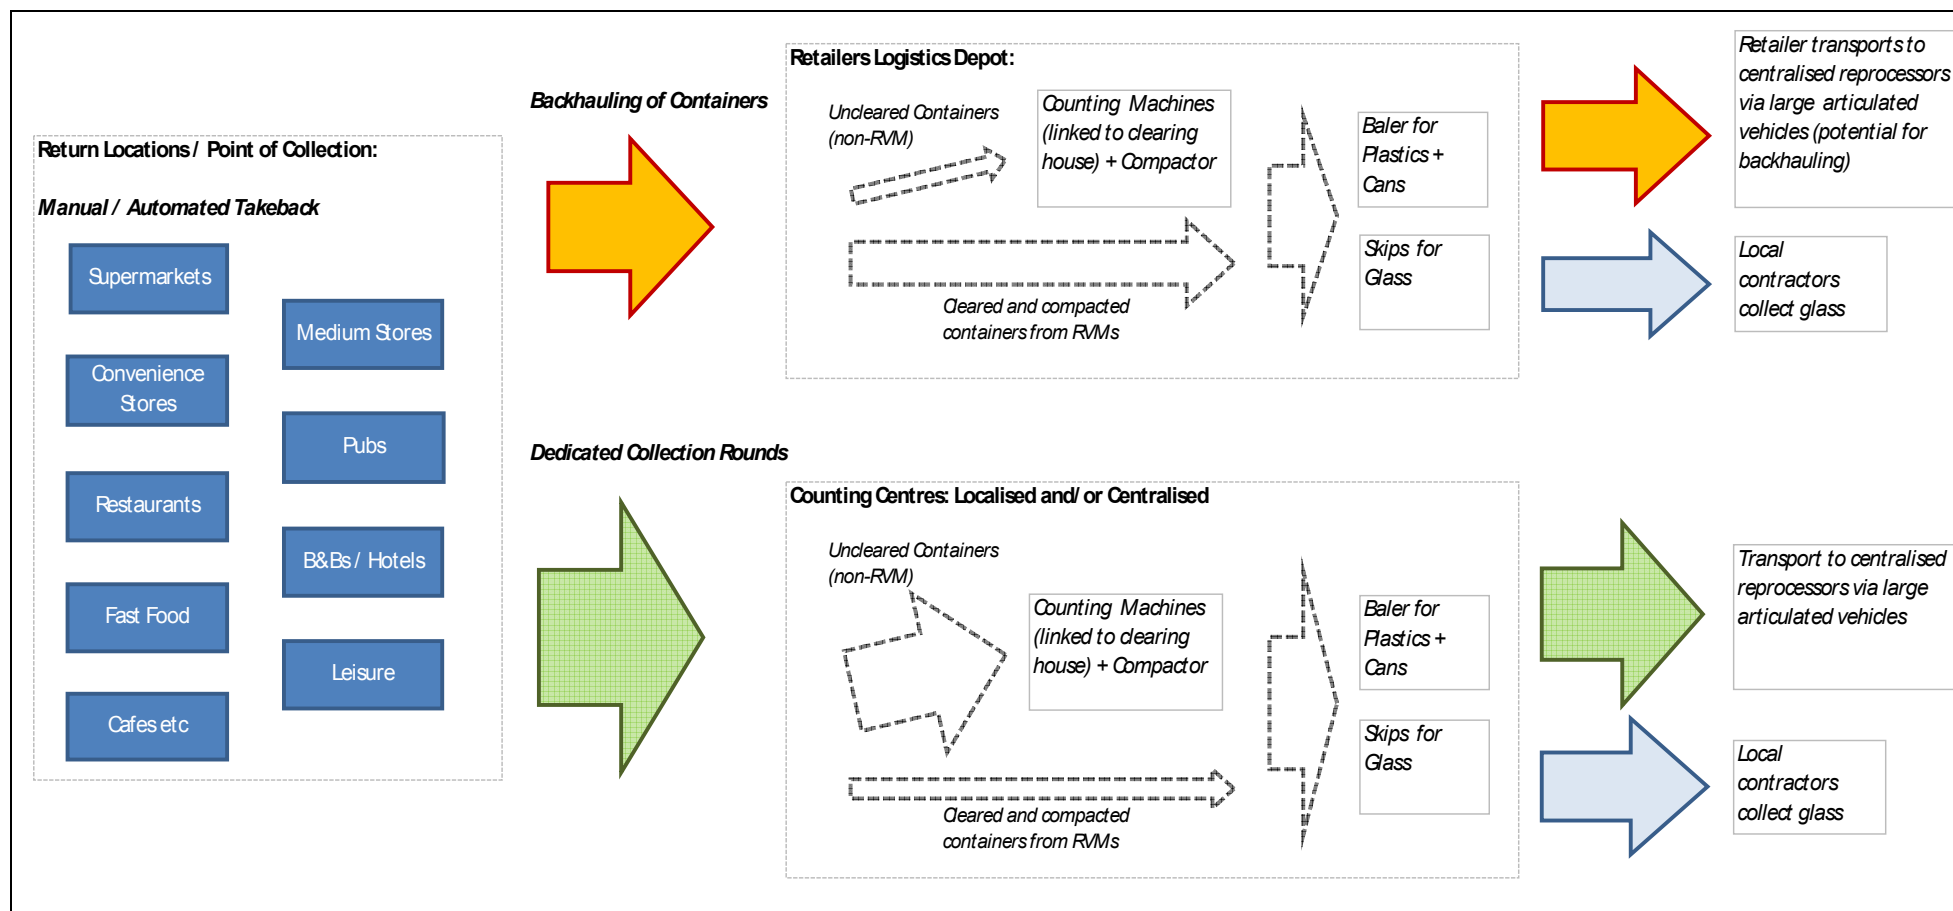 Return Locations / Point of Collection:
Manual / Automated Takeback
Supermarkets
Convenience
Stores
Restaurants
Fast Food
Cafes etc
Medium Stores
Pubs
B&Bs / Hotels
Leisure
Backhauling of Containers
Retailers Logistics Depot:
Uncleared Containers
(non-RVM)
Counting Machines
(linked to clearing
house) + Compactor
Cleared and compacted
containers from RVMs
Baler for
Plastics +
Cans
Skips for
Glass
Retailer transports to
centralised reprocessors
via large articulated
vehicles (potential for
backhauling)
Local
contractors
collect glass
Dedicated Collection Rounds
Counting Centres: Localised and/or Centralised
Uncleared Containers
(non-RVM)
Counting Machines
(linked to clearing
house) + Compactor
Cleared and compacted
containers from RVMs
Baler for
Plastics +
Cans
Skips for
Glass
Transport to centralised
reprocessors via large
articulated vehicles
Local
contractors
collect glass